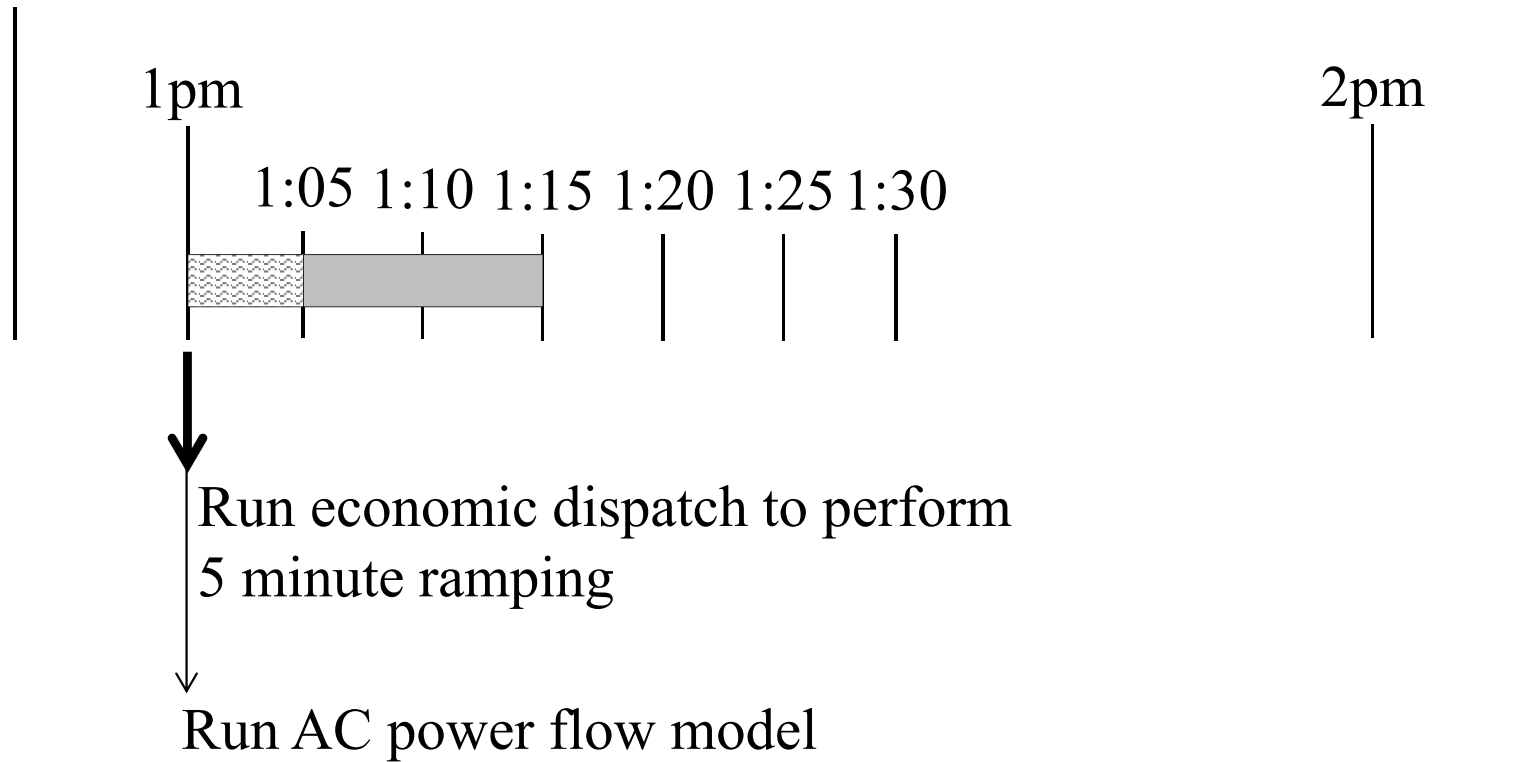 1pm 2pm
1:05 1:10 1:15 1:20 1:25 1:30
Run economic dispatch to perform
5 minute ramping
Run AC power flow model